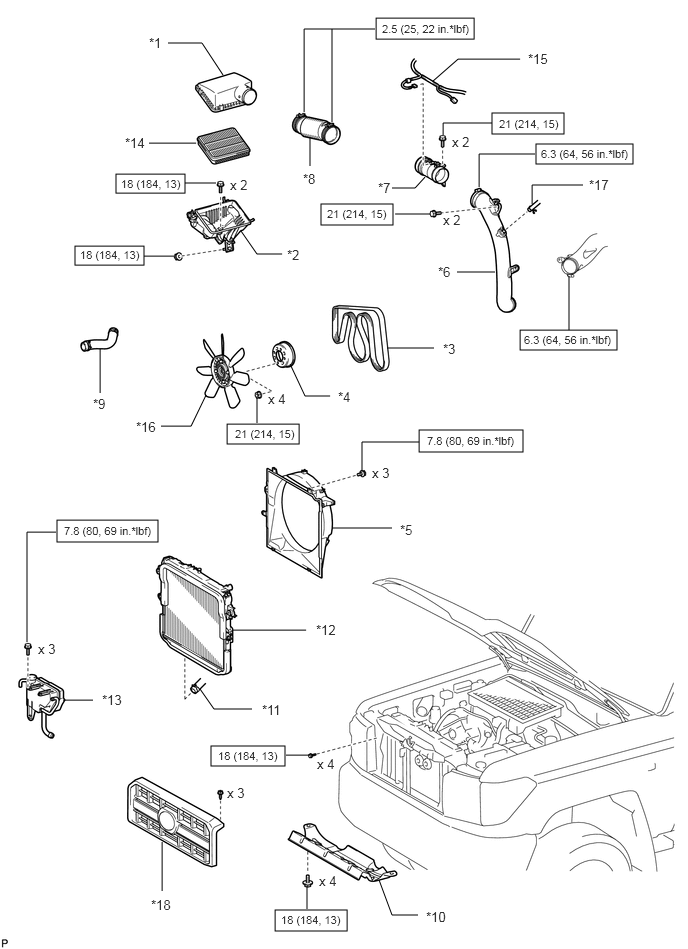 2.5 (25, 22 in.*lbf)
*1
*15
*14
21 (214, 15)
x 2
6.3 (64, 56 in.*lbf)
*8
18 (184, 13)
x 2
*7
*17
21 (214, 15)
x 2
18 (184, 13)
*2
*6
6.3 (64, 56 in.*lbf)
*3
*9
*4
x 4
*16
21 (214, 15)
7.8 (80, 69 in.*lbf)
x 3
*5
7.8 (80, 69 in.*lbf)
*12
x 3
*13
*11
18 (184, 13)
x 4
x 3
x 4
*18
*10
18 (184, 13)
P